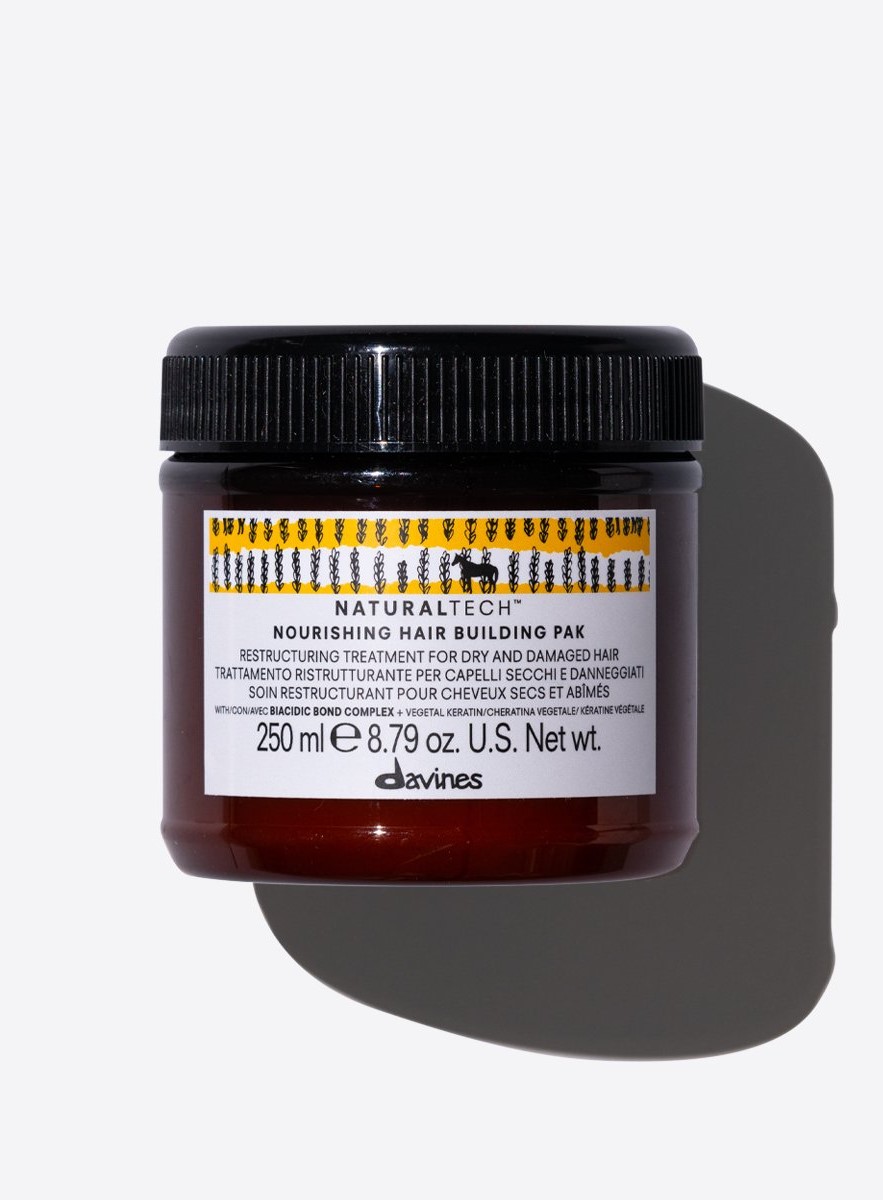 NATURALTECH™
NOURISHING HAIR BUILDING PAK
RESTRUCTURING TREATMENT FOR DRY AND DAMAGED HAIR
TRATTAMENTO RISTRUTTURANTE PER CAPELLI SECCHI E DANNEGGIATI
SOIN RESTRUCTURANT POUR CHEVEUX SECS ET ABÎMÉS
WITH/CON/AVEC BIACIDIC BOND COMPLEX + VEGETAL KERATIN/CHERATINA VEGETALE/ KÉRATINE VÉGÉTALE
250 ml ℮ 8.79 oz. U.S. Net wt.
davines